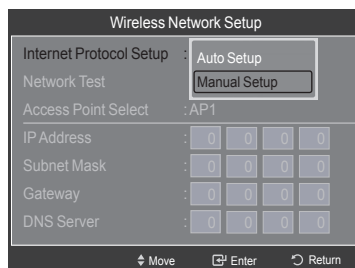 Wireless Network Setup
Internet Protocol Setup : Auto Setup
Manual Setup
Network Test
Access Point Select : AP1
IP Address : 0 0 0 0
Subnet Mask : 0 0 0 0
Gateway : 0 0 0 0
DNS Server : 0 0 0 0
Move Enter Return